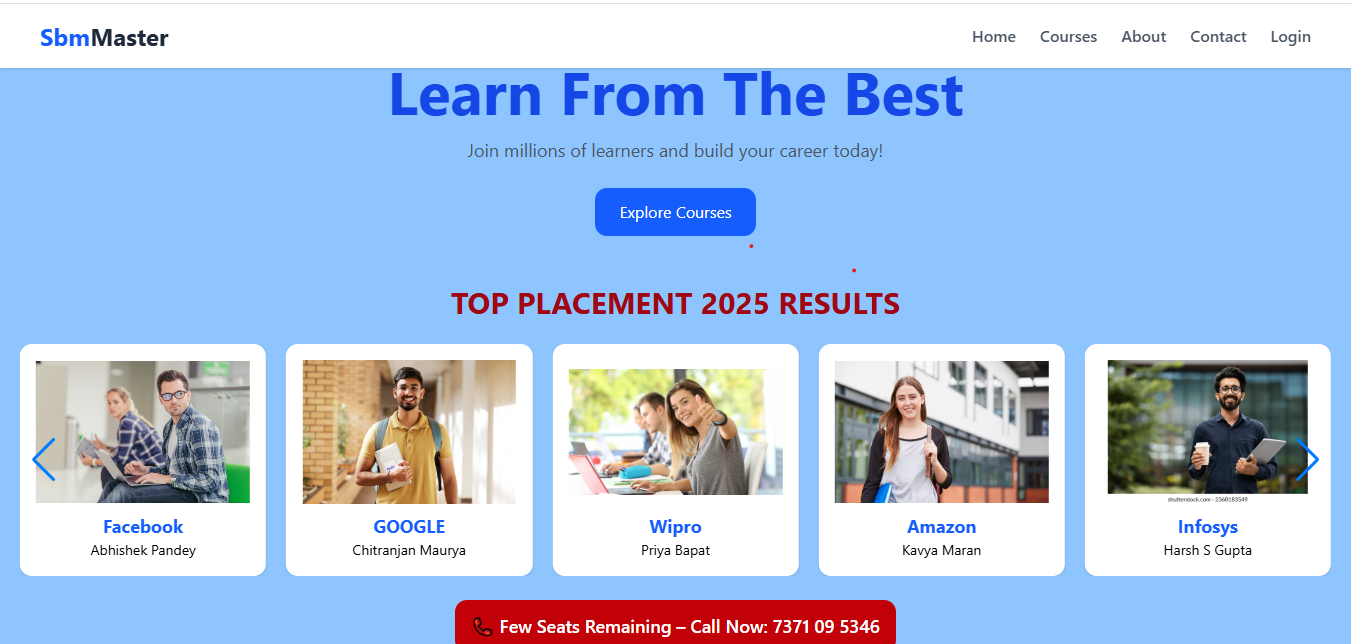 SbmMaster
Home Courses About Contact Login
Learn From The Best
Join millions of learners and build your career today!
Explore Courses
TOP PLACEMENT 2025 RESULTS
Facebook
Abhishek Pandey
GOOGLE
Chitranjan Maurya
Wipro
Priya Bapat
Amazon
Kavya Maran
shutterstock.com · 2360183549
Infosys
Harsh S Gupta
Few Seats Remaining – Call Now: 7371 09 5346